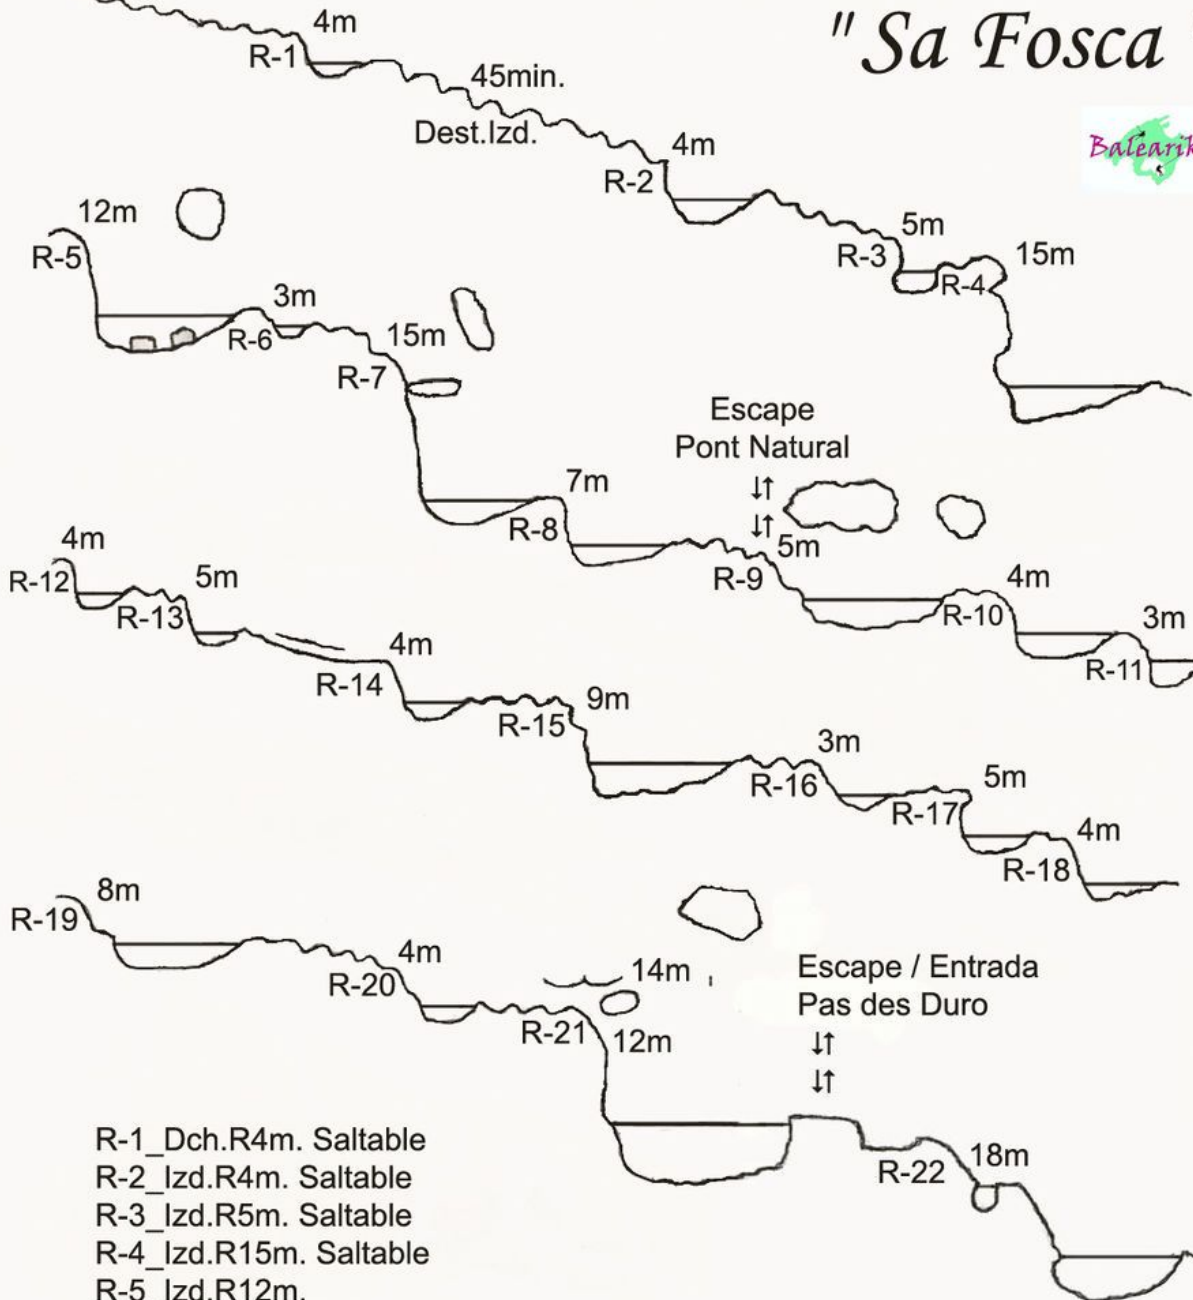 4m
" Sa Fosca "
R-1
45min.
Dest.Izd.
4m
R-2
Balearik
5m
R-3
15m
R-4
12m
R-5
3m
R-6
15m
R-7
Escape
Pont Natural
↓↑
↓↑
7m
R-8
5m
R-9
4m
R-10
3m
R-11
4m
R-12
5m
R-13
4m
R-14
9m
R-15
3m
R-16
5m
R-17
4m
R-18
8m
R-19
4m
R-20
14m
R-21
12m
Escape / Entrada
Pas des Duro
↓↑
↓↑
R-22
18m
R-1_Dch.R4m. Saltable
R-2_Izd.R4m. Saltable
R-3_Izd.R5m. Saltable
R-4_Izd.R15m. Saltable
R-5_Izd.R12m.